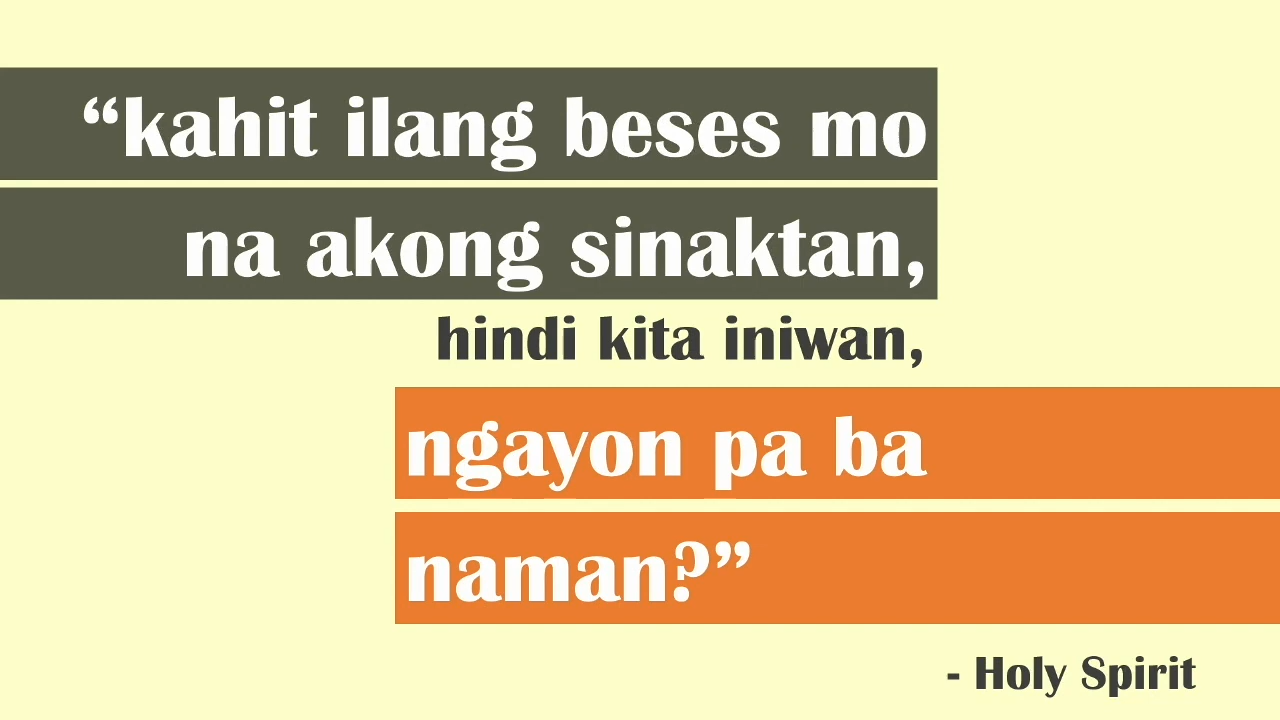 “kahit ilang beses mo
na akong sinaktan,
hindi kita iniwan,
ngayon pa ba
naman?”
- Holy Spirit